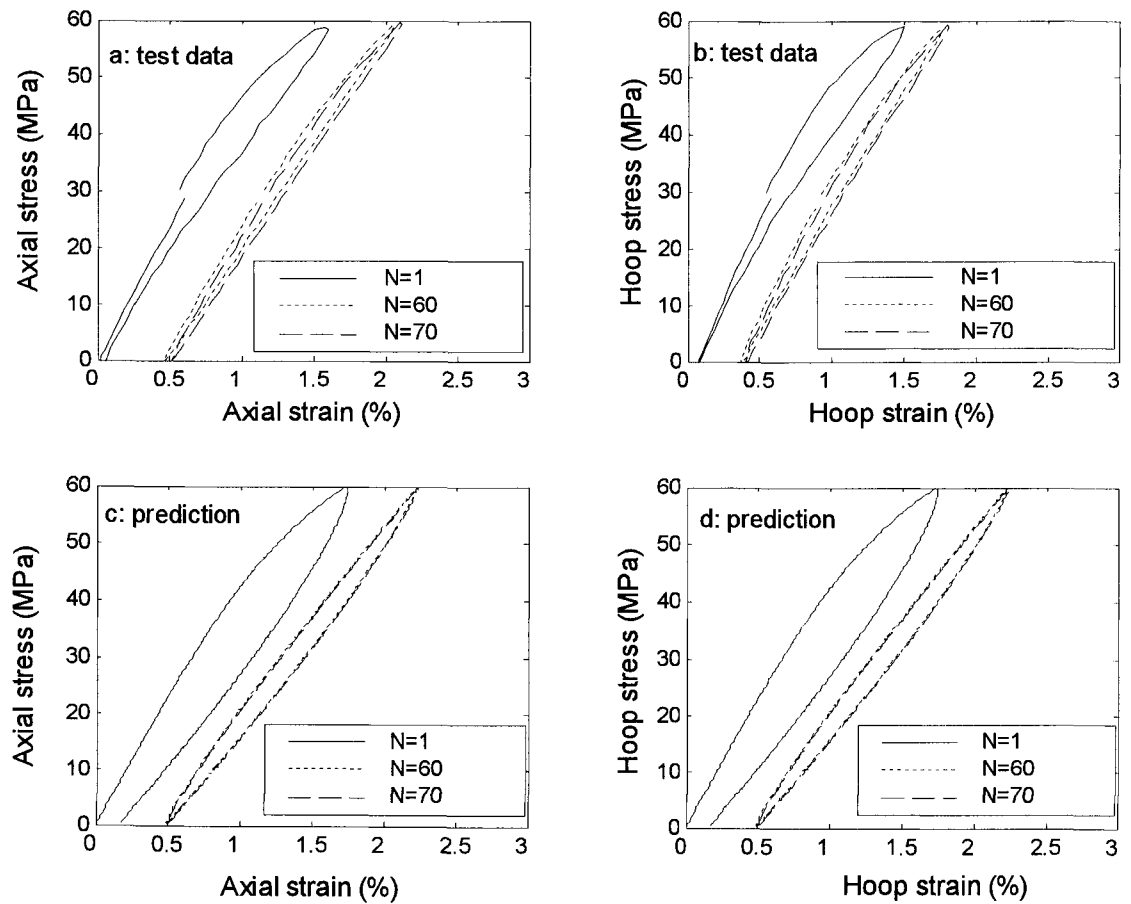 a: test data
Axial stress (MPa)
60
50
40
30
20
10
0
N=1
N=60
N=70
0 0.5 1 1.5 2 2.5 3
Axial strain (%)
b: test data
Hoop stress (MPa)
60
50
40
30
20
10
0
N=1
N=60
N=70
0 0.5 1 1.5 2 2.5 3
Hoop strain (%)
c: prediction
Axial stress (MPa)
60
50
40
30
20
10
0
N=1
N=60
N=70
0 0.5 1 1.5 2 2.5 3
Axial strain (%)
d: prediction
Hoop stress (MPa)
60
50
40
30
20
10
0
N=1
N=60
N=70
0 0.5 1 1.5 2 2.5 3
Hoop strain (%)